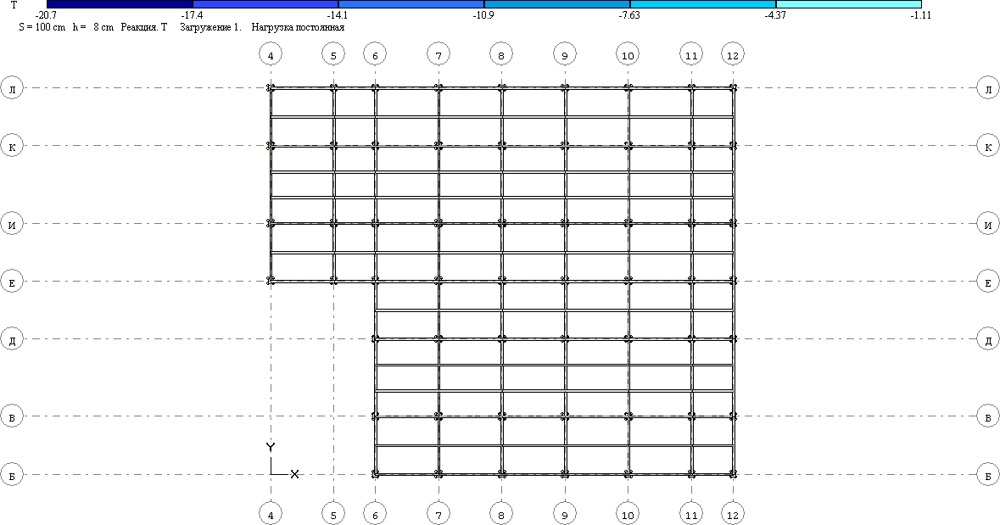 T
-20.7 -17.4 -14.1 -10.9 -7.63 -4.37 -1.11
S = 100 cm h = 8 cm Реакция. Т Загружение 1. Нагрузка постоянная
4 5 6 7 8 9 10 11 12
Л Л
К К
И И
Е Е
Д Д
В В
Y
X
Б Б
4 5 6 7 8 9 10 11 12